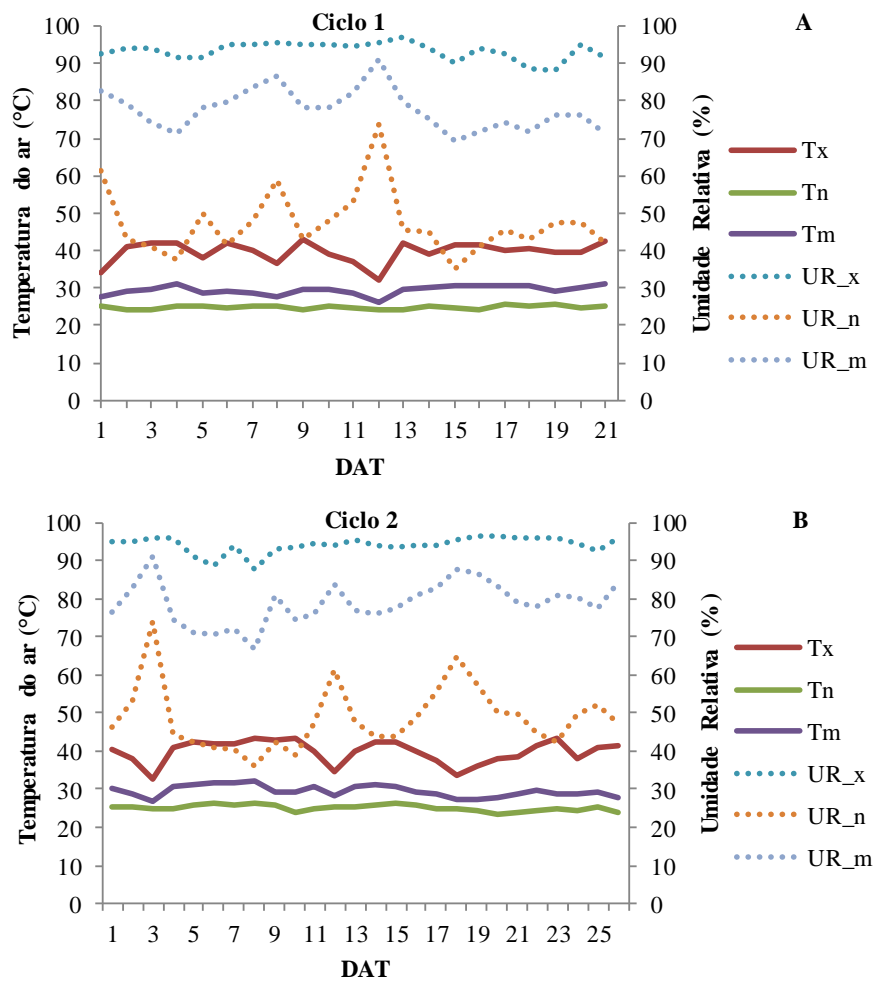 Ciclo 1
A
100 100
90 90
80 80
70 70
60 60
50 50
40 40
30 30
20 20
10 10
0 0
Temperatura do ar (°C)
Umidade Relativa (%)
1 3 5 7 9 11 13 15 17 19 21
DAT
Tx
Tn
Tm
UR_x
UR_n
UR_m
Ciclo 2
B
100 100
90 90
80 80
70 70
60 60
50 50
40 40
30 30
20 20
10 10
0 0
Temperatura do ar (°C)
Umidade Relativa (%)
1 3 5 7 9 11 13 15 17 19 21 23 25
DAT
Tx
Tn
Tm
UR_x
UR_n
UR_m